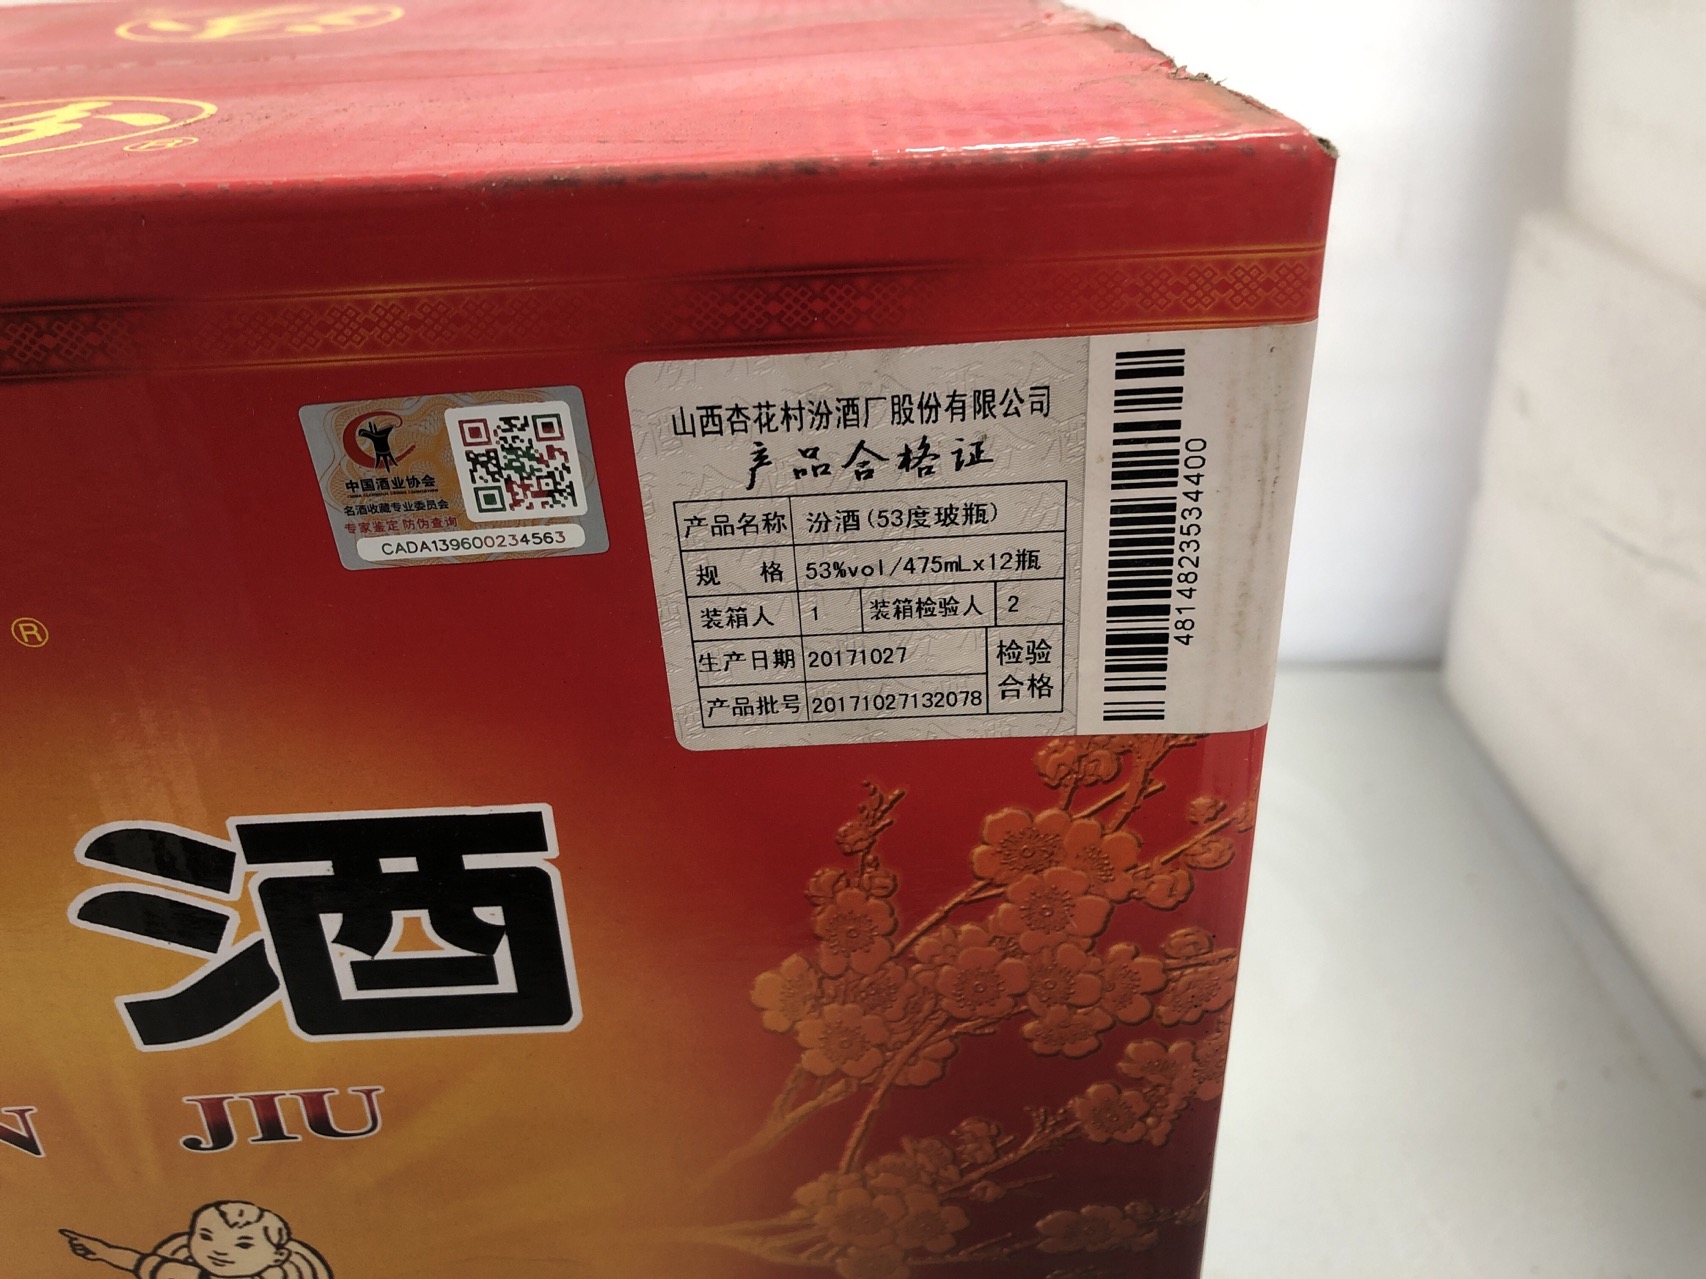 中国酒业协会
名酒收藏专业委员会
专家鉴定 防伪查询
CADA139600234563
山西杏花村汾酒厂股份有限公司
产品合格证
产品名称 汾酒(53度玻瓶)
规 格 53%vol/475mLx12瓶
装箱人 1 装箱检验人 2
生产日期 20171027
检验
合格
产品批号 20171027132078
4814823534400
®
酒
N JIU